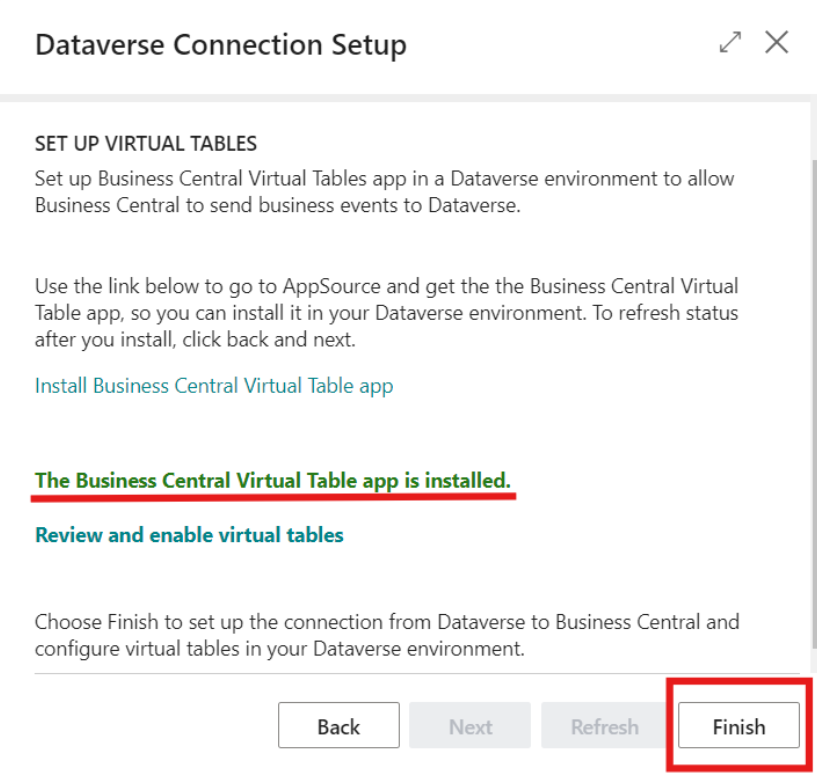 Dataverse Connection Setup
SET UP VIRTUAL TABLES
Set up Business Central Virtual Tables app in a Dataverse environment to allow
Business Central to send business events to Dataverse.
Use the link below to go to AppSource and get the the Business Central Virtual
Table app, so you can install it in your Dataverse environment. To refresh status
after you install, click back and next.
Install Business Central Virtual Table app
The Business Central Virtual Table app is installed.
Review and enable virtual tables
Choose Finish to set up the connection from Dataverse to Business Central and
configure virtual tables in your Dataverse environment.
Back Next Refresh Finish